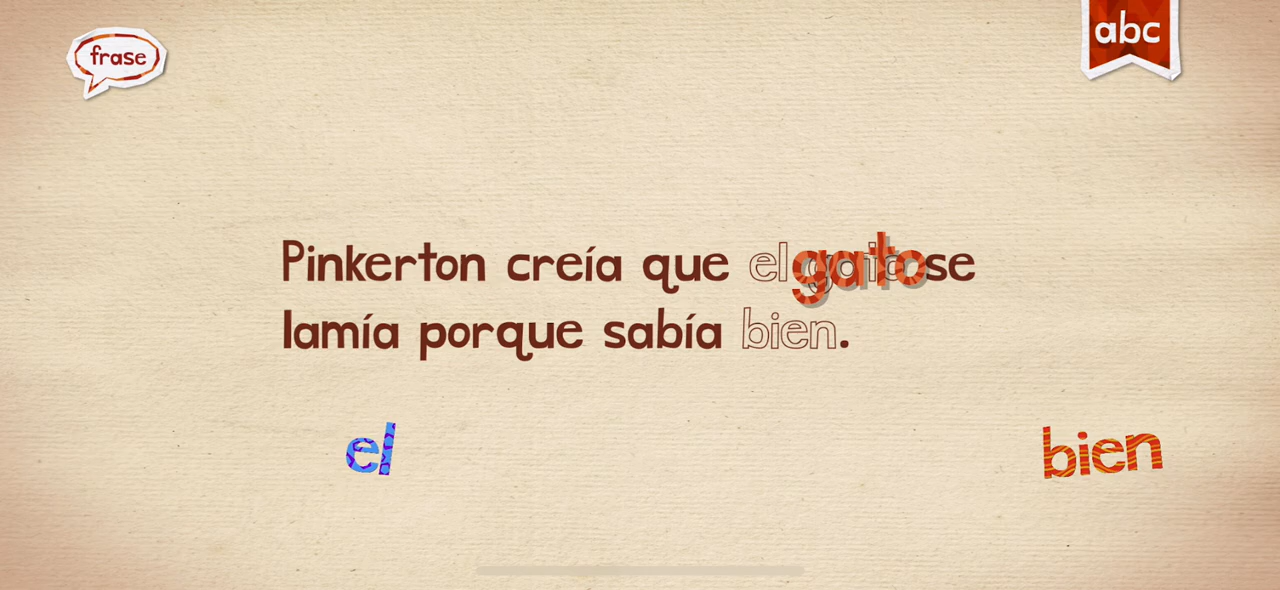 frase
abc
Pinkerton creía que el gato se
lamía porque sabía bien.
el
bien